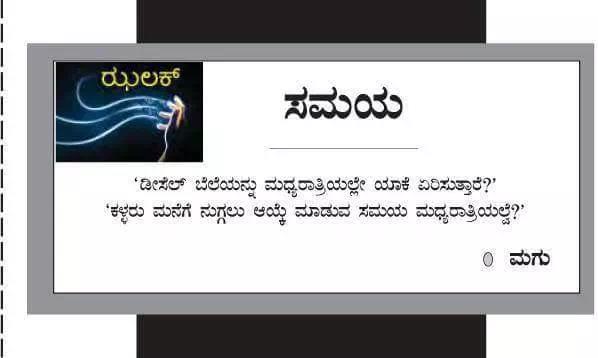 ಝಲಕ್
ಸಮಯ
‘ಡೀಸೆಲ್ ಬೆಲೆಯನ್ನು ಮಧ್ಯರಾತ್ರಿಯಲ್ಲೇ ಯಾಕೆ ಏರಿಸುತ್ತಾರೆ?’
‘ಕಳ್ಳರು ಮನೆಗೆ ನುಗ್ಗಲು ಆಯ್ಕೆ ಮಾಡುವ ಸಮಯ ಮಧ್ಯರಾತ್ರಿಯಲ್ವೆ?’
ಮಗು